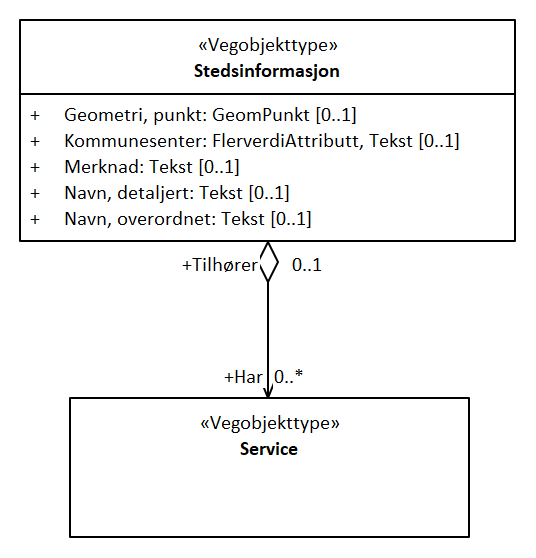 «Vegobjekttype»
Stedsinformasjon
+ Geometri, punkt: GeomPunkt [0..1]
+ Kommunesenter: FlerverdiAttributt, Tekst [0..1]
+ Merknad: Tekst [0..1]
+ Navn, detaljert: Tekst [0..1]
+ Navn, overordnet: Tekst [0..1]
+Tilhører 0..1
+Har 0..*
«Vegobjekttype»
Service